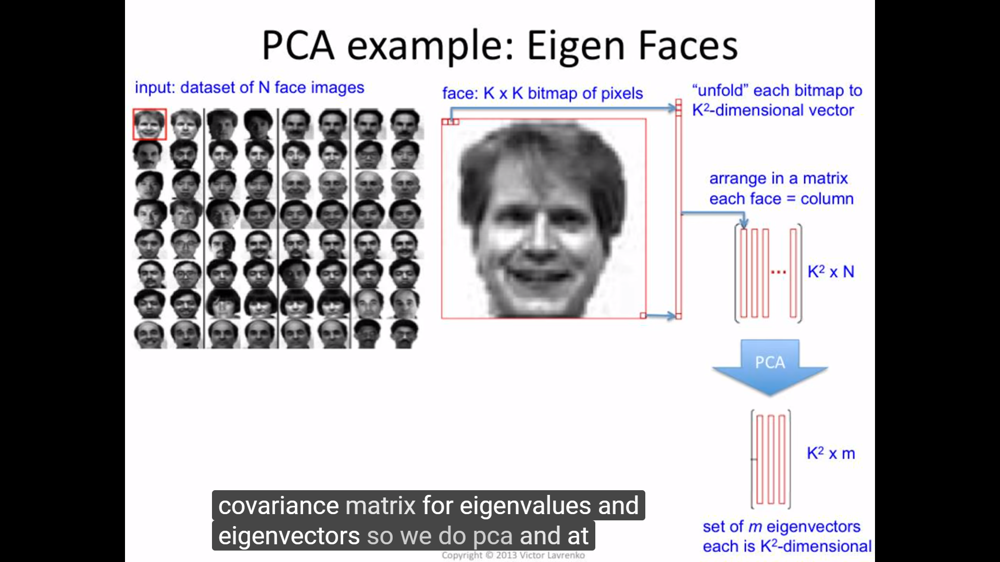 PCA example: Eigen Faces
input: dataset of N face images
face: K x K bitmap of pixels
“unfold” each bitmap to
K²-dimensional vector
arrange in a matrix
each face = column
...
K² x N
PCA
K² x m
set of m eigenvectors
each is K²-dimensional
covariance matrix for eigenvalues and
eigenvectors so we do pca and at
Copyright © 2013 Victor Lavrenko